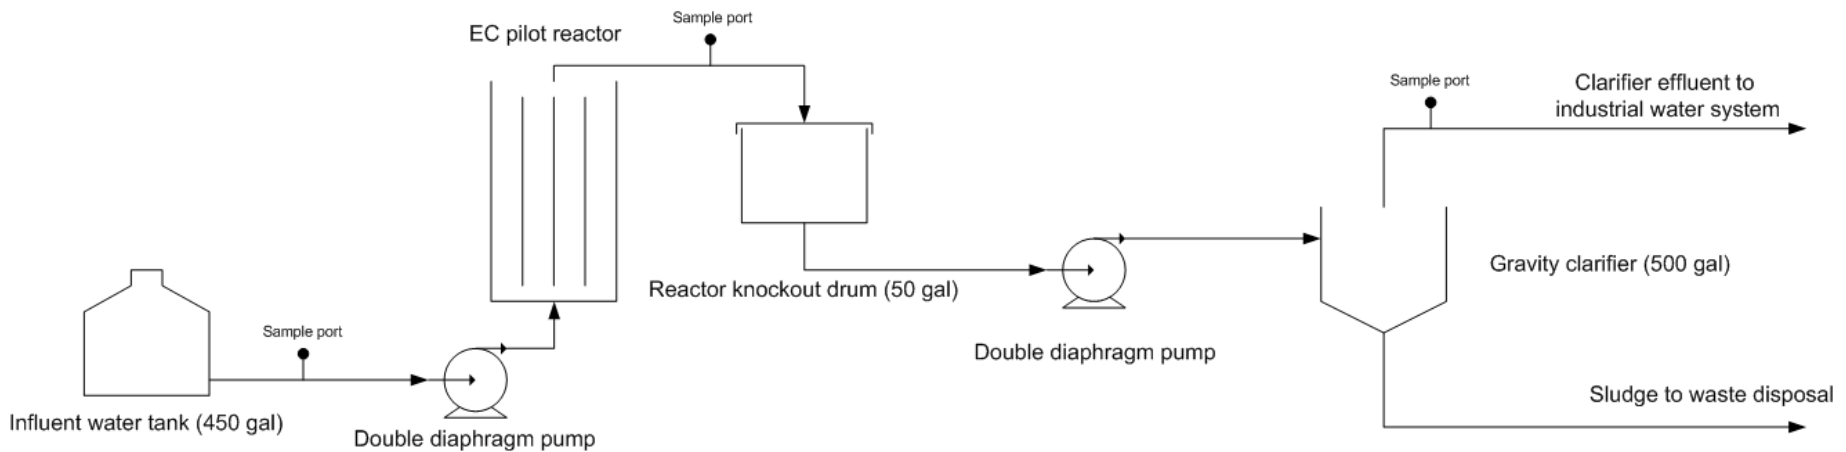 Sample port
EC pilot reactor
Sample port
Clarifier effluent to
industrial water system
Gravity clarifier (500 gal)
Reactor knockout drum (50 gal)
Sample port
Double diaphragm pump
Sludge to waste disposal
Influent water tank (450 gal)
Double diaphragm pump